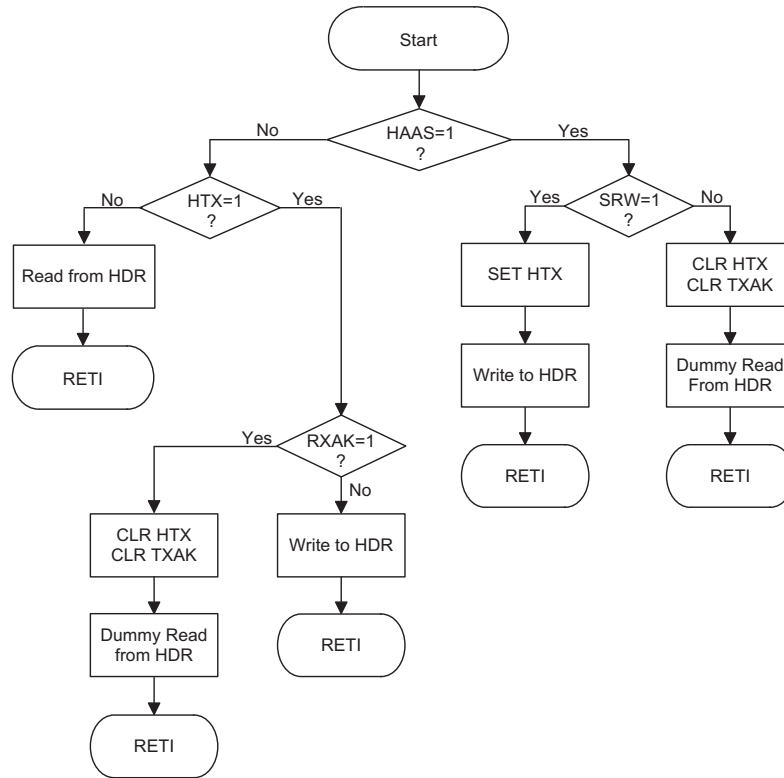 Start
HAAS=1
?
No
Yes
HTX=1
?
No
Yes
SRW=1
?
Yes
No
Read from HDR
SET HTX
CLR HTX
CLR TXAK
RETI
Write to HDR
Dummy Read
From HDR
RXAK=1
?
Yes
No
RETI
RETI
CLR HTX
CLR TXAK
Write to HDR
Dummy Read
from HDR
RETI
RETI